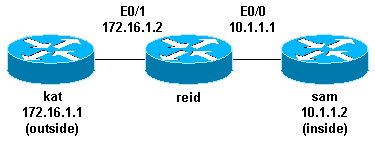 E0/1
172.16.1.2
E0/0
10.1.1.1
kat
172.16.1.1
(outside)
reid
sam
10.1.1.2
(inside)